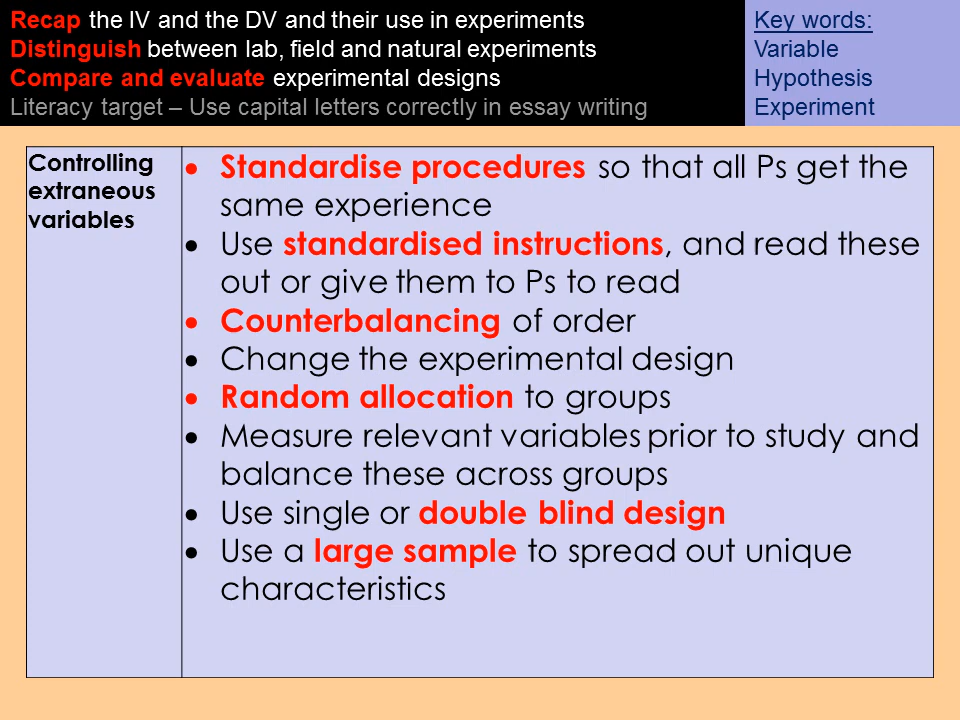 Recap the IV and the DV and their use in experiments
Distinguish between lab, field and natural experiments
Compare and evaluate experimental designs
Literacy target – Use capital letters correctly in essay writing
Key words:
Variable
Hypothesis
Experiment
Controlling
extraneous
variables
• Standardise procedures so that all Ps get the
same experience
• Use standardised instructions, and read these
out or give them to Ps to read
• Counterbalancing of order
• Change the experimental design
• Random allocation to groups
• Measure relevant variables prior to study and
balance these across groups
• Use single or double blind design
• Use a large sample to spread out unique
characteristics